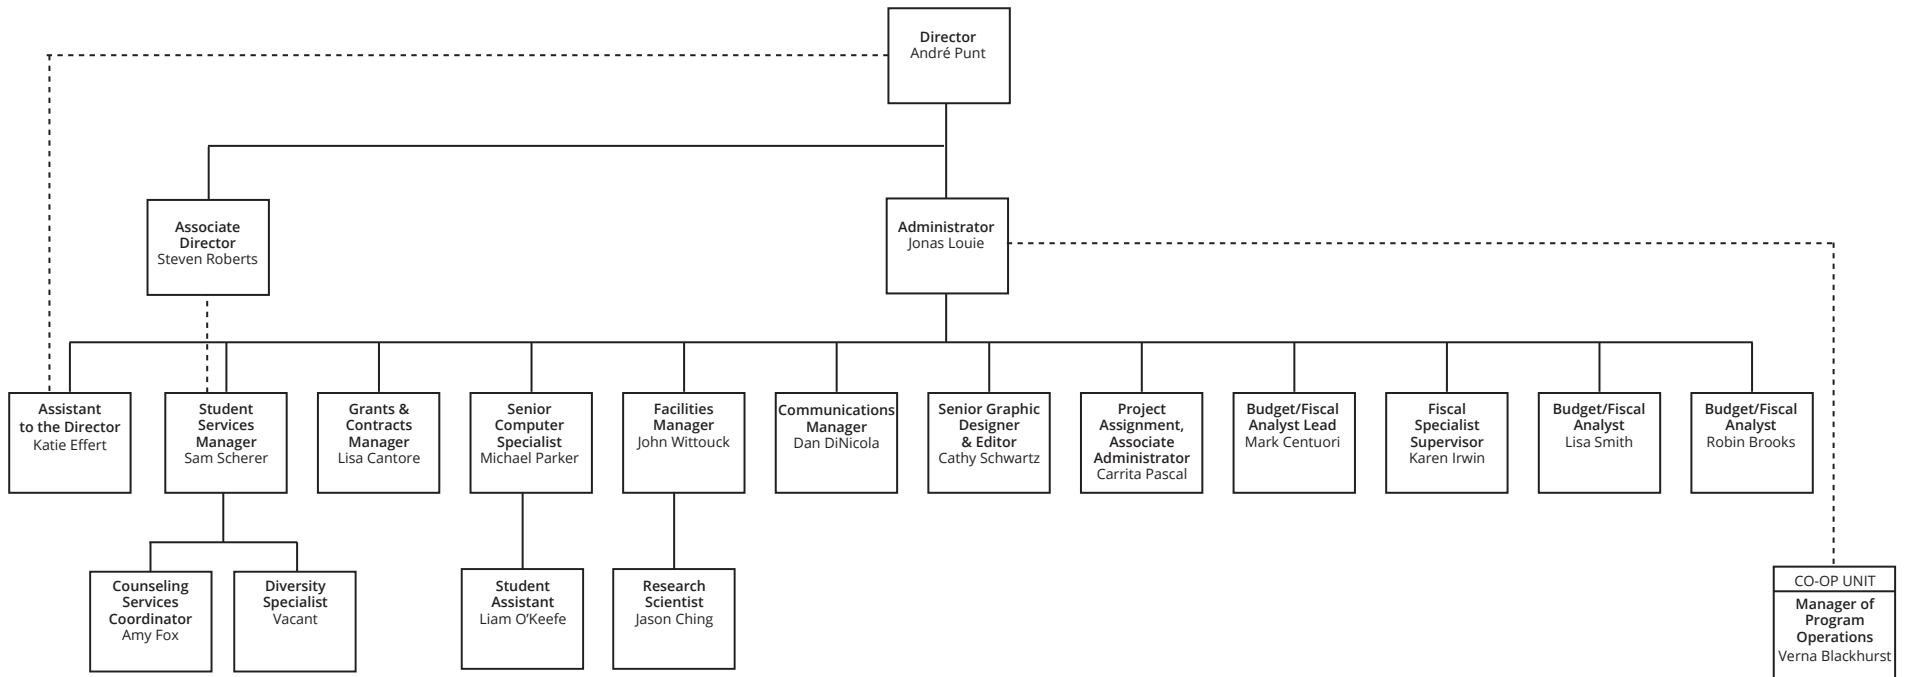 Director
André Punt
Associate
Director
Steven Roberts
Administrator
Jonas Louie
Assistant
to the Director
Katie Effert
Student
Services
Manager
Sam Scherer
Grants &
Contracts
Manager
Lisa Cantore
Senior
Computer
Specialist
Michael Parker
Facilities
Manager
John Wittouck
Communications
Manager
Dan DiNicola
Senior Graphic
Designer
& Editor
Cathy Schwartz
Project
Assignment,
Associate
Administrator
Carrita Pascal
Budget/Fiscal
Analyst Lead
Mark Centuori
Fiscal
Specialist
Supervisor
Karen Irwin
Budget/Fiscal
Analyst
Lisa Smith
Budget/Fiscal
Analyst
Robin Brooks
Counseling
Services
Coordinator
Amy Fox
Diversity
Specialist
Vacant
Student
Assistant
Liam O’Keefe
Research
Scientist
Jason Ching
CO-OP UNIT
Manager of
Program
Operations
Verna Blackhurst